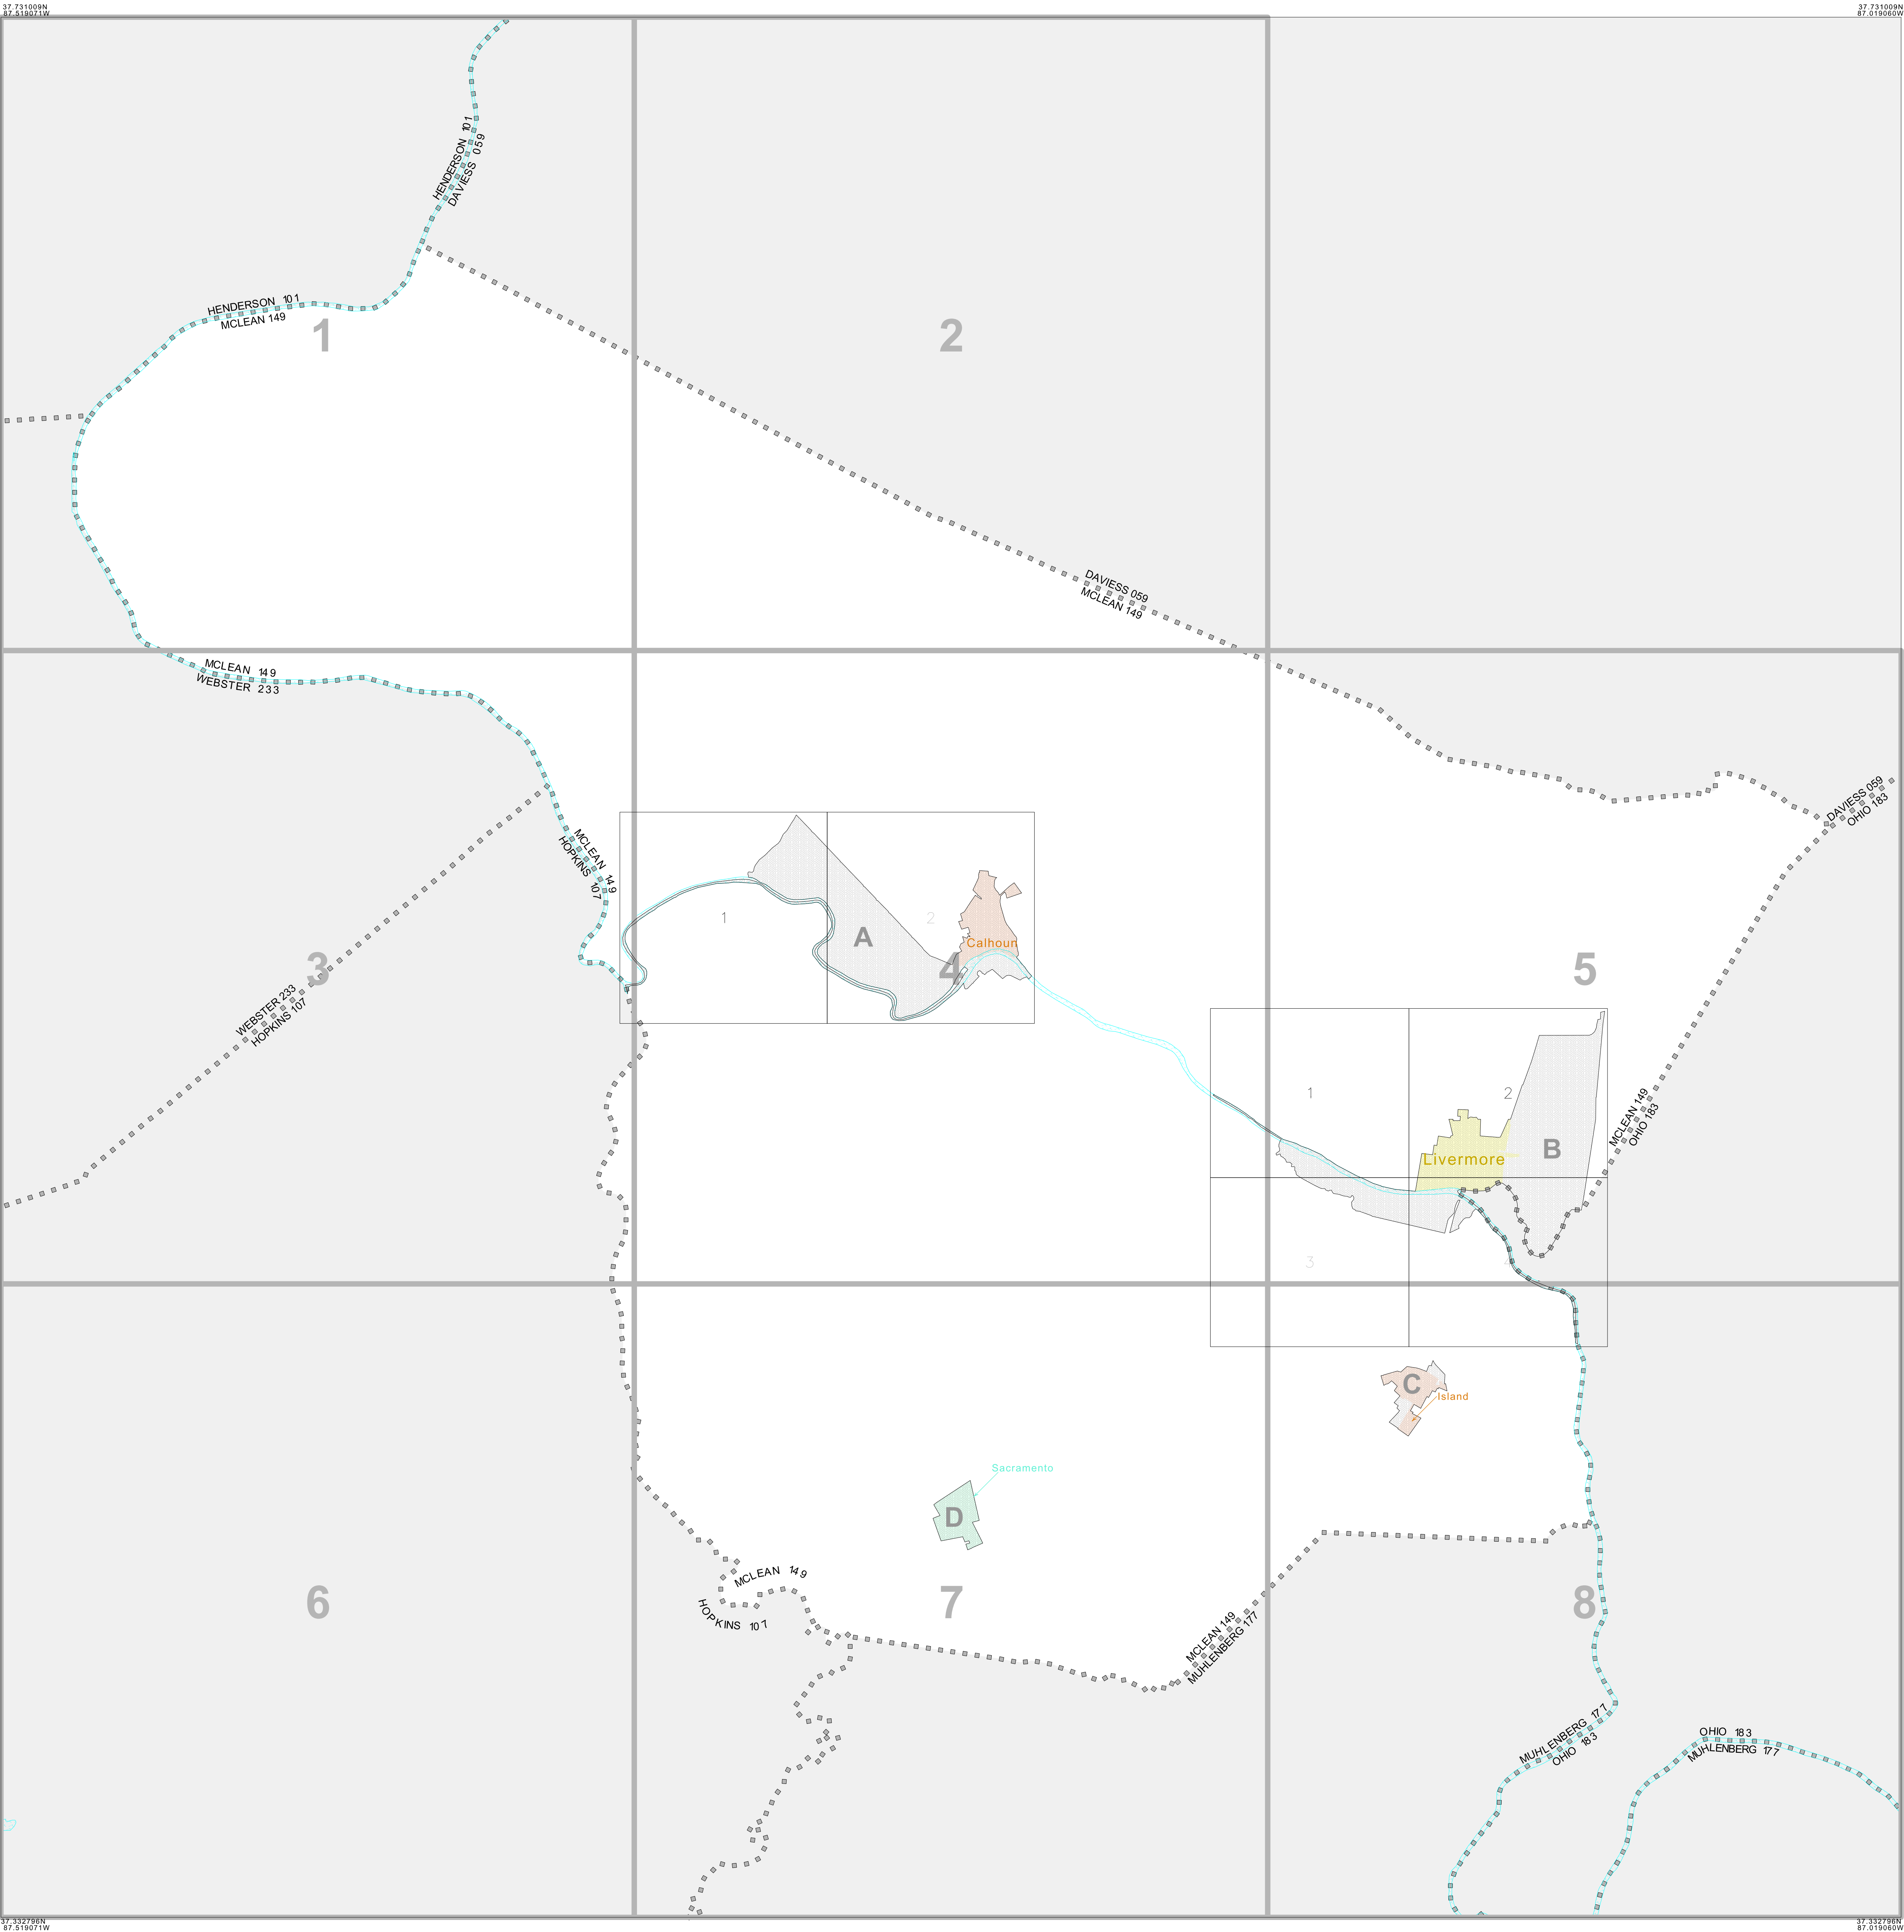 37.731009N
87.519071W
37.731009N
87.019060W
HENDERSON 101
DAVIESS 059
HENDERSON 101
MCLEAN 149
1
2
DAVIESS 059
MCLEAN 149
MCLEAN 149
WEBSTER 233
DAVIESS 059
OHIO 183
MCLEAN 149
HOPKINS 107
1
2
A
Calhoun
3
4
5
WEBSTER 233
HOPKINS 107
1
2
MCLEAN 149
OHIO 183
B
Livermore
3
4
C
Island
Sacramento
D
MCLEAN 149
HOPKINS 107
6
7
8
MCLEAN 149
MUHLENBERG 177
MUHLENBERG 177
OHIO 183
OHIO 183
MUHLENBERG 177
37.332796N
87.519071W
37.332796N
87.019060W